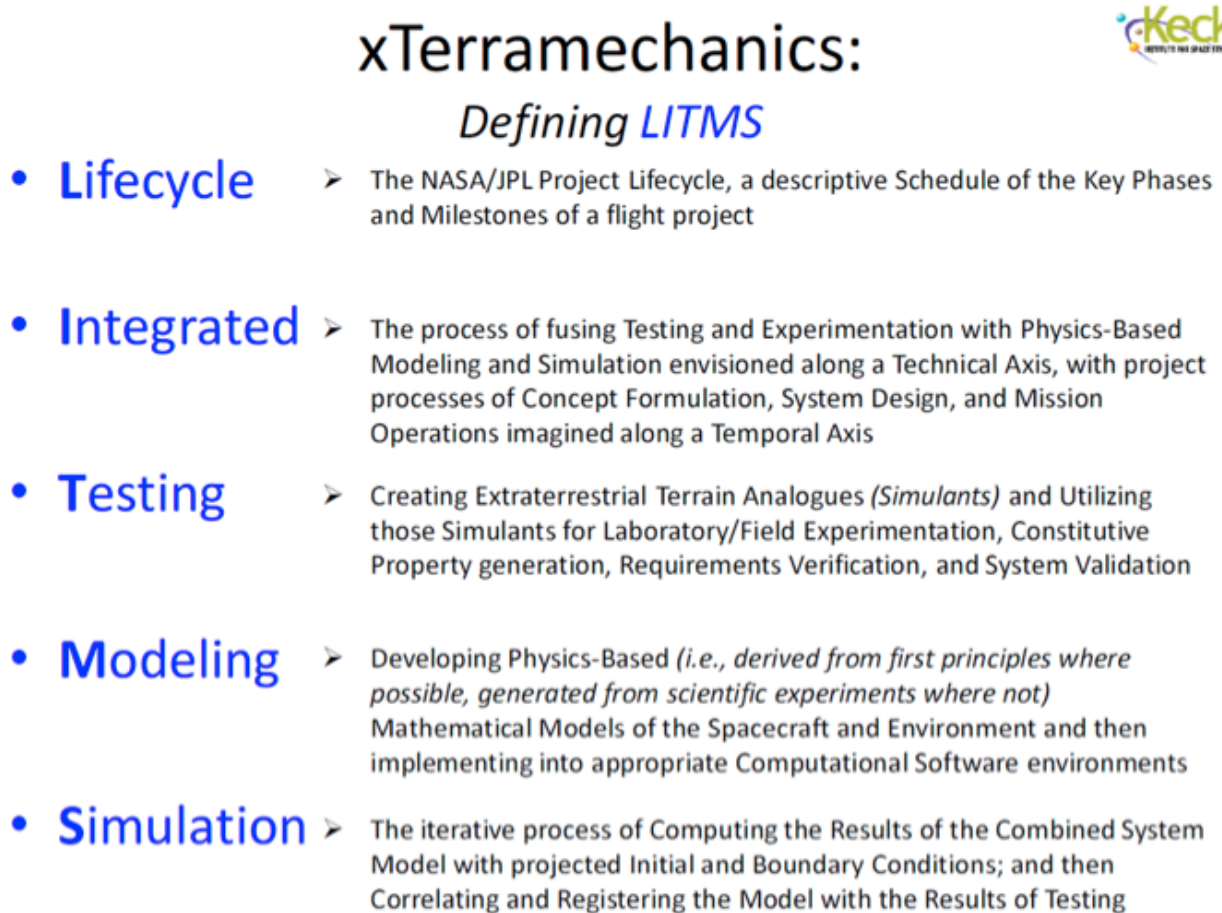 xTerramechanics:
Keck
INSTITUTE FOR SPACE STUDIES
Defining LITMS
• Lifecycle ➢ The NASA/JPL Project Lifecycle, a descriptive Schedule of the Key Phases
and Milestones of a flight project
• Integrated ➢ The process of fusing Testing and Experimentation with Physics-Based
Modeling and Simulation envisioned along a Technical Axis, with project
processes of Concept Formulation, System Design, and Mission
Operations imagined along a Temporal Axis
• Testing ➢ Creating Extraterrestrial Terrain Analogues (Simulants) and Utilizing
those Simulants for Laboratory/Field Experimentation, Constitutive
Property generation, Requirements Verification, and System Validation
• Modeling ➢ Developing Physics-Based (i.e., derived from first principles where
possible, generated from scientific experiments where not)
Mathematical Models of the Spacecraft and Environment and then
implementing into appropriate Computational Software environments
• Simulation ➢ The iterative process of Computing the Results of the Combined System
Model with projected Initial and Boundary Conditions; and then
Correlating and Registering the Model with the Results of Testing